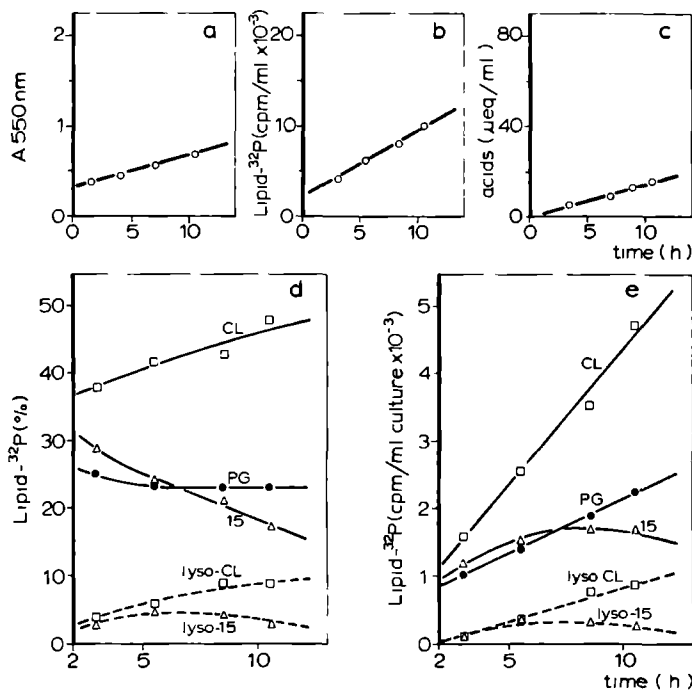 a
A 550nm
2
1
0
0
5
10
b
Lipid-³²P(cpm/ml x10⁻³)
20
10
0
0
5
10
c
acids (µeq/ml)
80
40
0
0
5
10
time (h)
d
Lipid-³²P(%)
50
40
30
20
10
0
CL
PG
15
lyso-CL
lyso-15
2
5
10
e
Lipid-³²P(cpm/ml culture x10⁻³)
5
4
3
2
1
0
CL
PG
15
lyso CL
lyso-15
2
5
10
time (h)